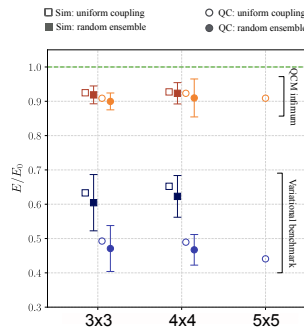 Sim: uniform coupling
QC: uniform coupling
Sim: random ensemble
QC: random ensemble
1.0
0.9
0.8
0.7
0.6
0.5
0.4
0.3
E/E₀
QCM minimum
Variational benchmark
3x3
4x4
5x5